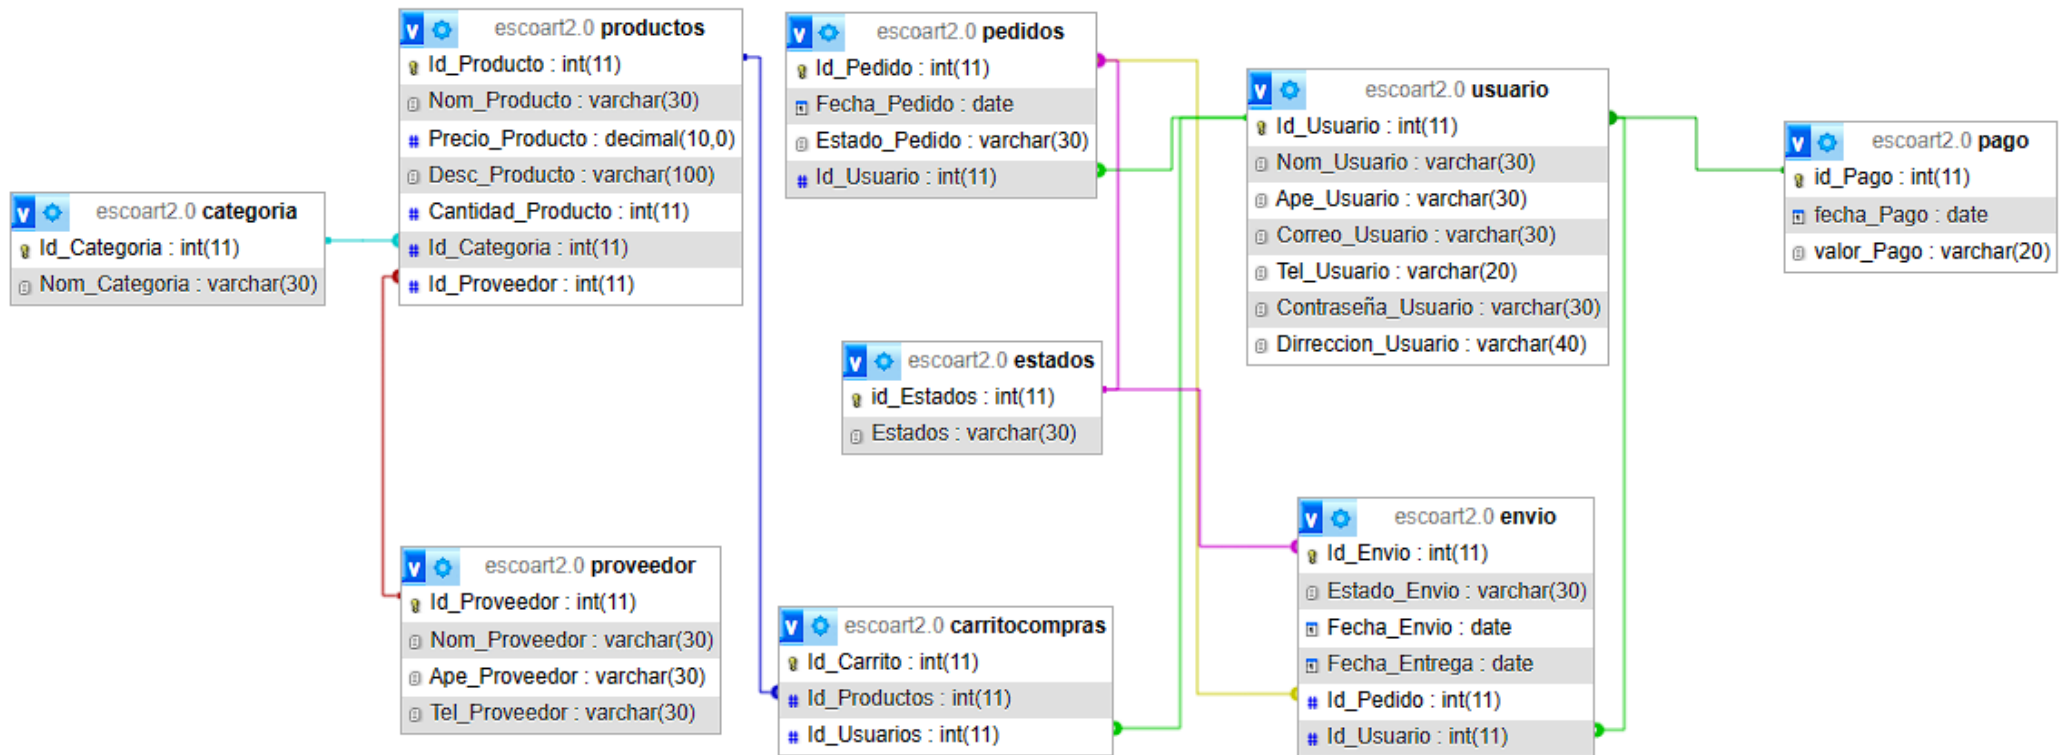 escoart2.0 productos
Id_Producto : int(11)
Nom_Producto : varchar(30)
Precio_Producto : decimal(10,0)
Desc_Producto : varchar(100)
Cantidad_Producto : int(11)
Id_Categoria : int(11)
Id_Proveedor : int(11)
escoart2.0 pedidos
Id_Pedido : int(11)
Fecha_Pedido : date
Estado_Pedido : varchar(30)
Id_Usuario : int(11)
escoart2.0 usuario
Id_Usuario : int(11)
Nom_Usuario : varchar(30)
Ape_Usuario : varchar(30)
Correo_Usuario : varchar(30)
Tel_Usuario : varchar(20)
Contraseña_Usuario : varchar(30)
Dirreccion_Usuario : varchar(40)
escoart2.0 pago
id_Pago : int(11)
fecha_Pago : date
valor_Pago : varchar(20)
escoart2.0 categoria
Id_Categoria : int(11)
Nom_Categoria : varchar(30)
escoart2.0 estados
id_Estados : int(11)
Estados : varchar(30)
escoart2.0 proveedor
Id_Proveedor : int(11)
Nom_Proveedor : varchar(30)
Ape_Proveedor : varchar(30)
Tel_Proveedor : varchar(30)
escoart2.0 carritocompras
Id_Carrito : int(11)
Id_Productos : int(11)
Id_Usuarios : int(11)
escoart2.0 envio
Id_Envio : int(11)
Estado_Envio : varchar(30)
Fecha_Envio : date
Fecha_Entrega : date
Id_Pedido : int(11)
Id_Usuario : int(11)